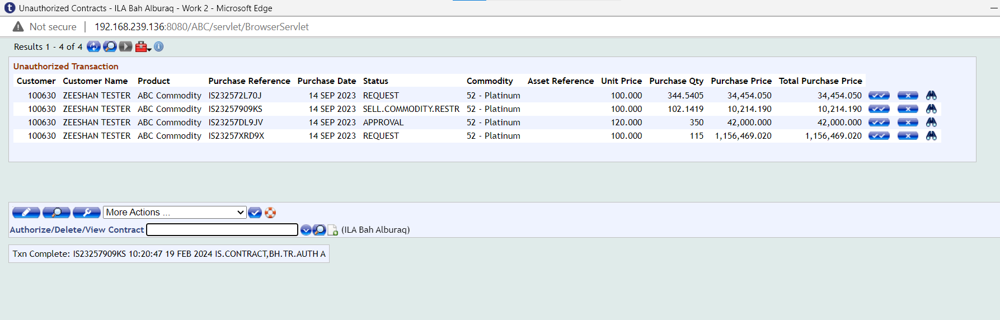 Unauthorized Contracts - ILA Bah Alburaq - Work 2 - Microsoft Edge
Not secure | 192.168.239.136:8080/ABC/servlet/BrowserServlet
Results 1 - 4 of 4
Unauthorized Transaction
Customer Customer Name Product Purchase Reference Purchase Date Status Commodity Asset Reference Unit Price Purchase Qty Purchase Price Total Purchase Price
100630 ZEESHAN TESTER ABC Commodity IS232572L70J 14 SEP 2023 REQUEST 52 - Platinum 100.000 344.5405 34,454.050 34,454.050
100630 ZEESHAN TESTER ABC Commodity IS23257909KS 14 SEP 2023 SELL.COMMODITY.RESTR 52 - Platinum 100.000 102.1419 10,214.190 10,214.190
100630 ZEESHAN TESTER ABC Commodity IS23257DL9JV 14 SEP 2023 APPROVAL 52 - Platinum 120.000 350 42,000.000 42,000.000
100630 ZEESHAN TESTER ABC Commodity IS23257XRD9X 14 SEP 2023 REQUEST 52 - Platinum 100.000 115 1,156,469.020 1,156,469.020
More Actions ...
Authorize/Delete/View Contract (ILA Bah Alburaq)
Txn Complete: IS23257909KS 10:20:47 19 FEB 2024 IS.CONTRACT,BH.TR.AUTH A